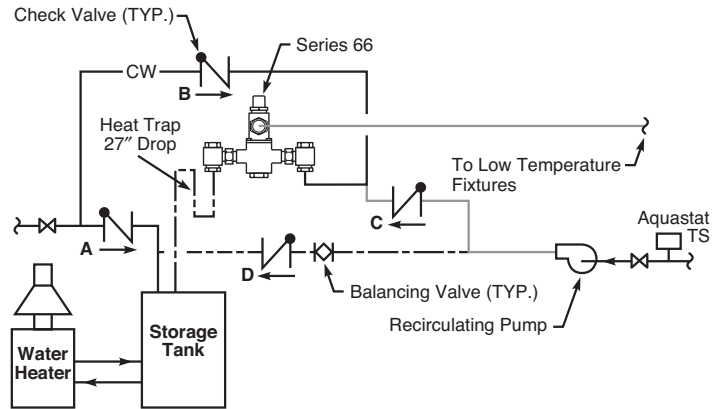 Check Valve (TYP.)
Series 66
CW
B
Heat Trap
27″ Drop
To Low Temperature
Fixtures
C
Aquastat
TS
A
D
Balancing Valve (TYP.)
Recirculating Pump
Storage
Tank
Water
Heater